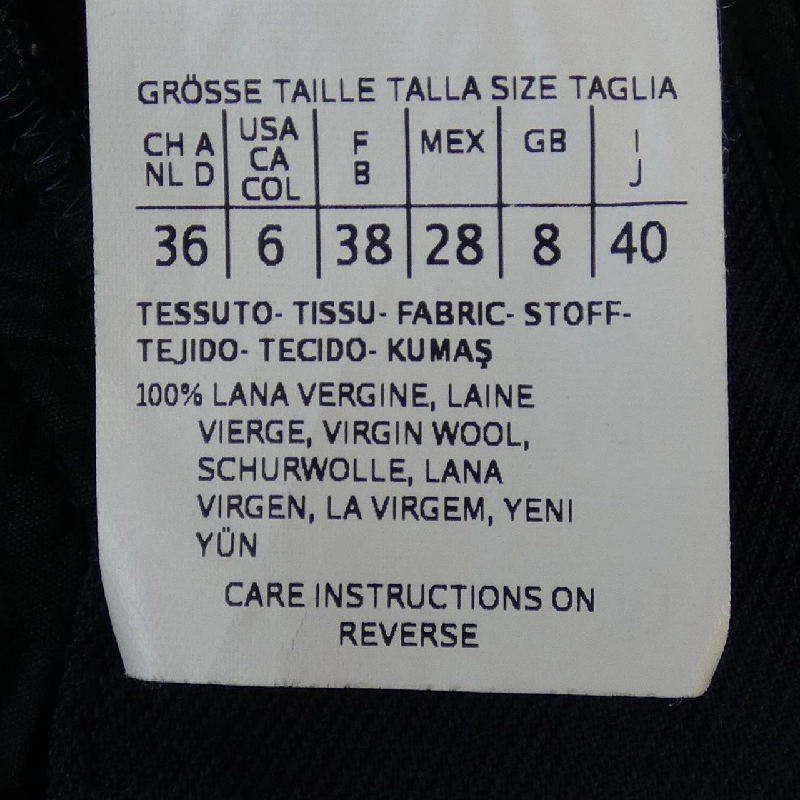 GRÖSSE TAILLE TALLA SIZE TAGLIA
CH A USA F MEX GB I
NL D CA B J
COL
36 6 38 28 8 40
TESSUTO- TISSU- FABRIC- STOFF-
TEJIDO- TECIDO- KUMAŞ
100% LANA VERGINE, LAINE
VIERGE, VIRGIN WOOL,
SCHURWOLLE, LANA
VIRGEN, LA VIRGEM, YENI
YÜN
CARE INSTRUCTIONS ON
REVERSE